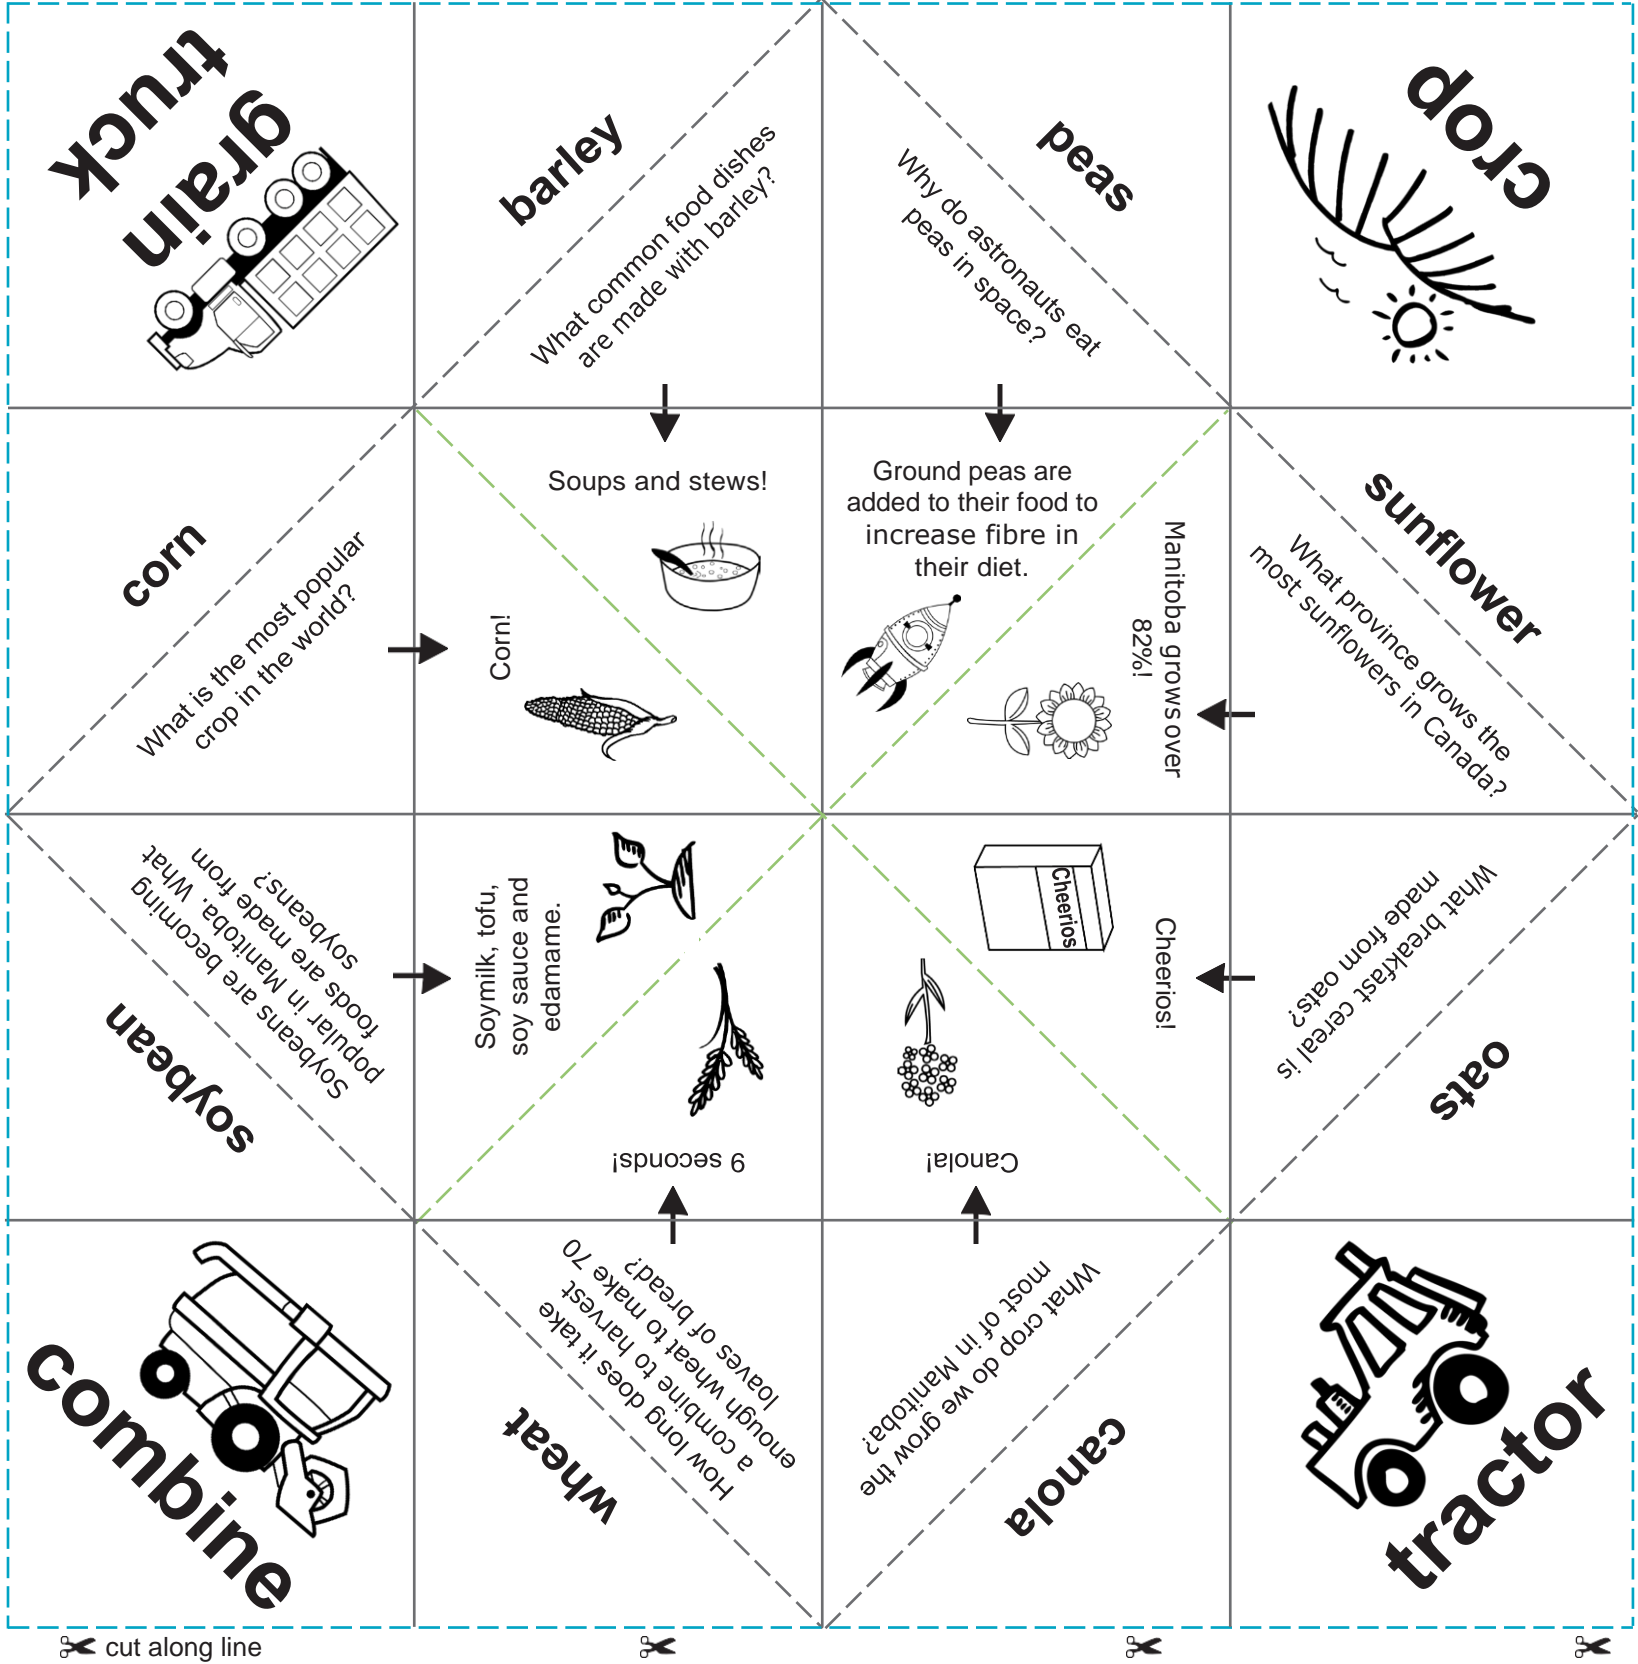 grain
truck
barley
What common food dishes
are made with barley?
peas
Why do astronauts eat
peas in space?
crop
corn
What is the most popular
crop in the world?
Soups and stews!
Corn!
Ground peas are
added to their food to
increase fibre in
their diet.
Manitoba grows over
82%!
sunflower
What province grows the
most sunflowers in Canada?
soybean
Soybeans are becoming
popular in Manitoba. What
foods are made from
soybeans?
Soymilk, tofu,
soy sauce and
edamame.
Cheerios
Cheerios!
What breakfast cereal is
made from oats?
oats
9 seconds!
Canola!
combine
wheat
How long does it take
a combine to harvest
enough wheat to make 70
loaves of bread?
What crop do we grow the
most of in Manitoba?
canola
tractor
cut along line